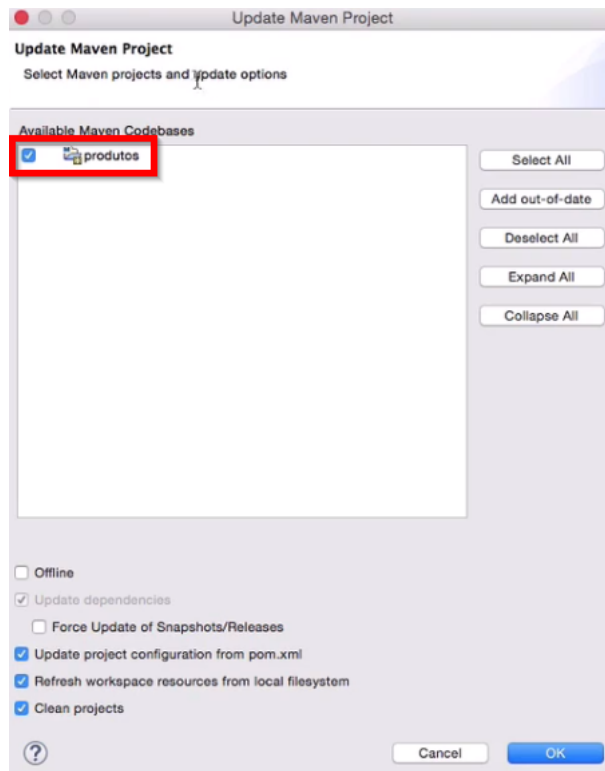 Update Maven Project
Update Maven Project
Select Maven projects and update options
Available Maven Codebases
produtos
Select All
Add out-of-date
Deselect All
Expand All
Collapse All
Offline
Update dependencies
Force Update of Snapshots/Releases
Update project configuration from pom.xml
Refresh workspace resources from local filesystem
Clean projects
?
Cancel
OK